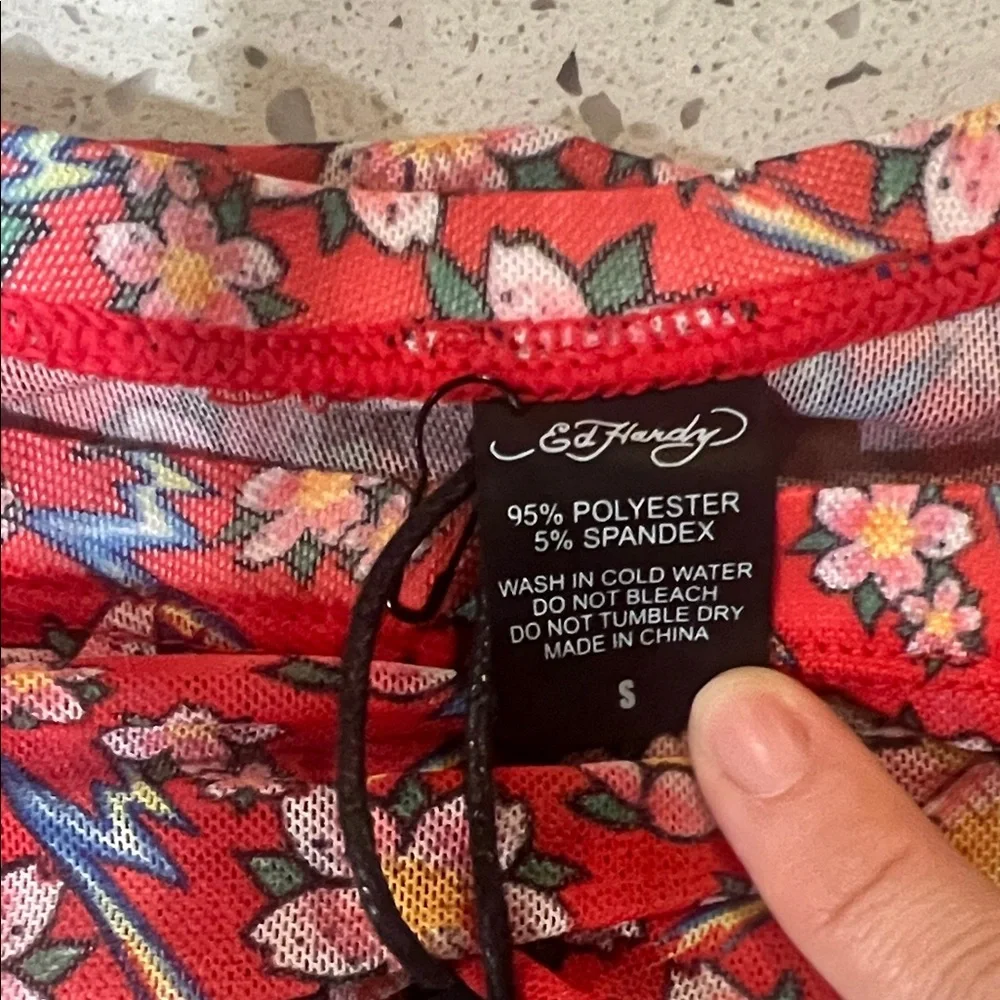 Ed Hardy
95% POLYESTER
5% SPANDEX
WASH IN COLD WATER
DO NOT BLEACH
DO NOT TUMBLE DRY
MADE IN CHINA
S